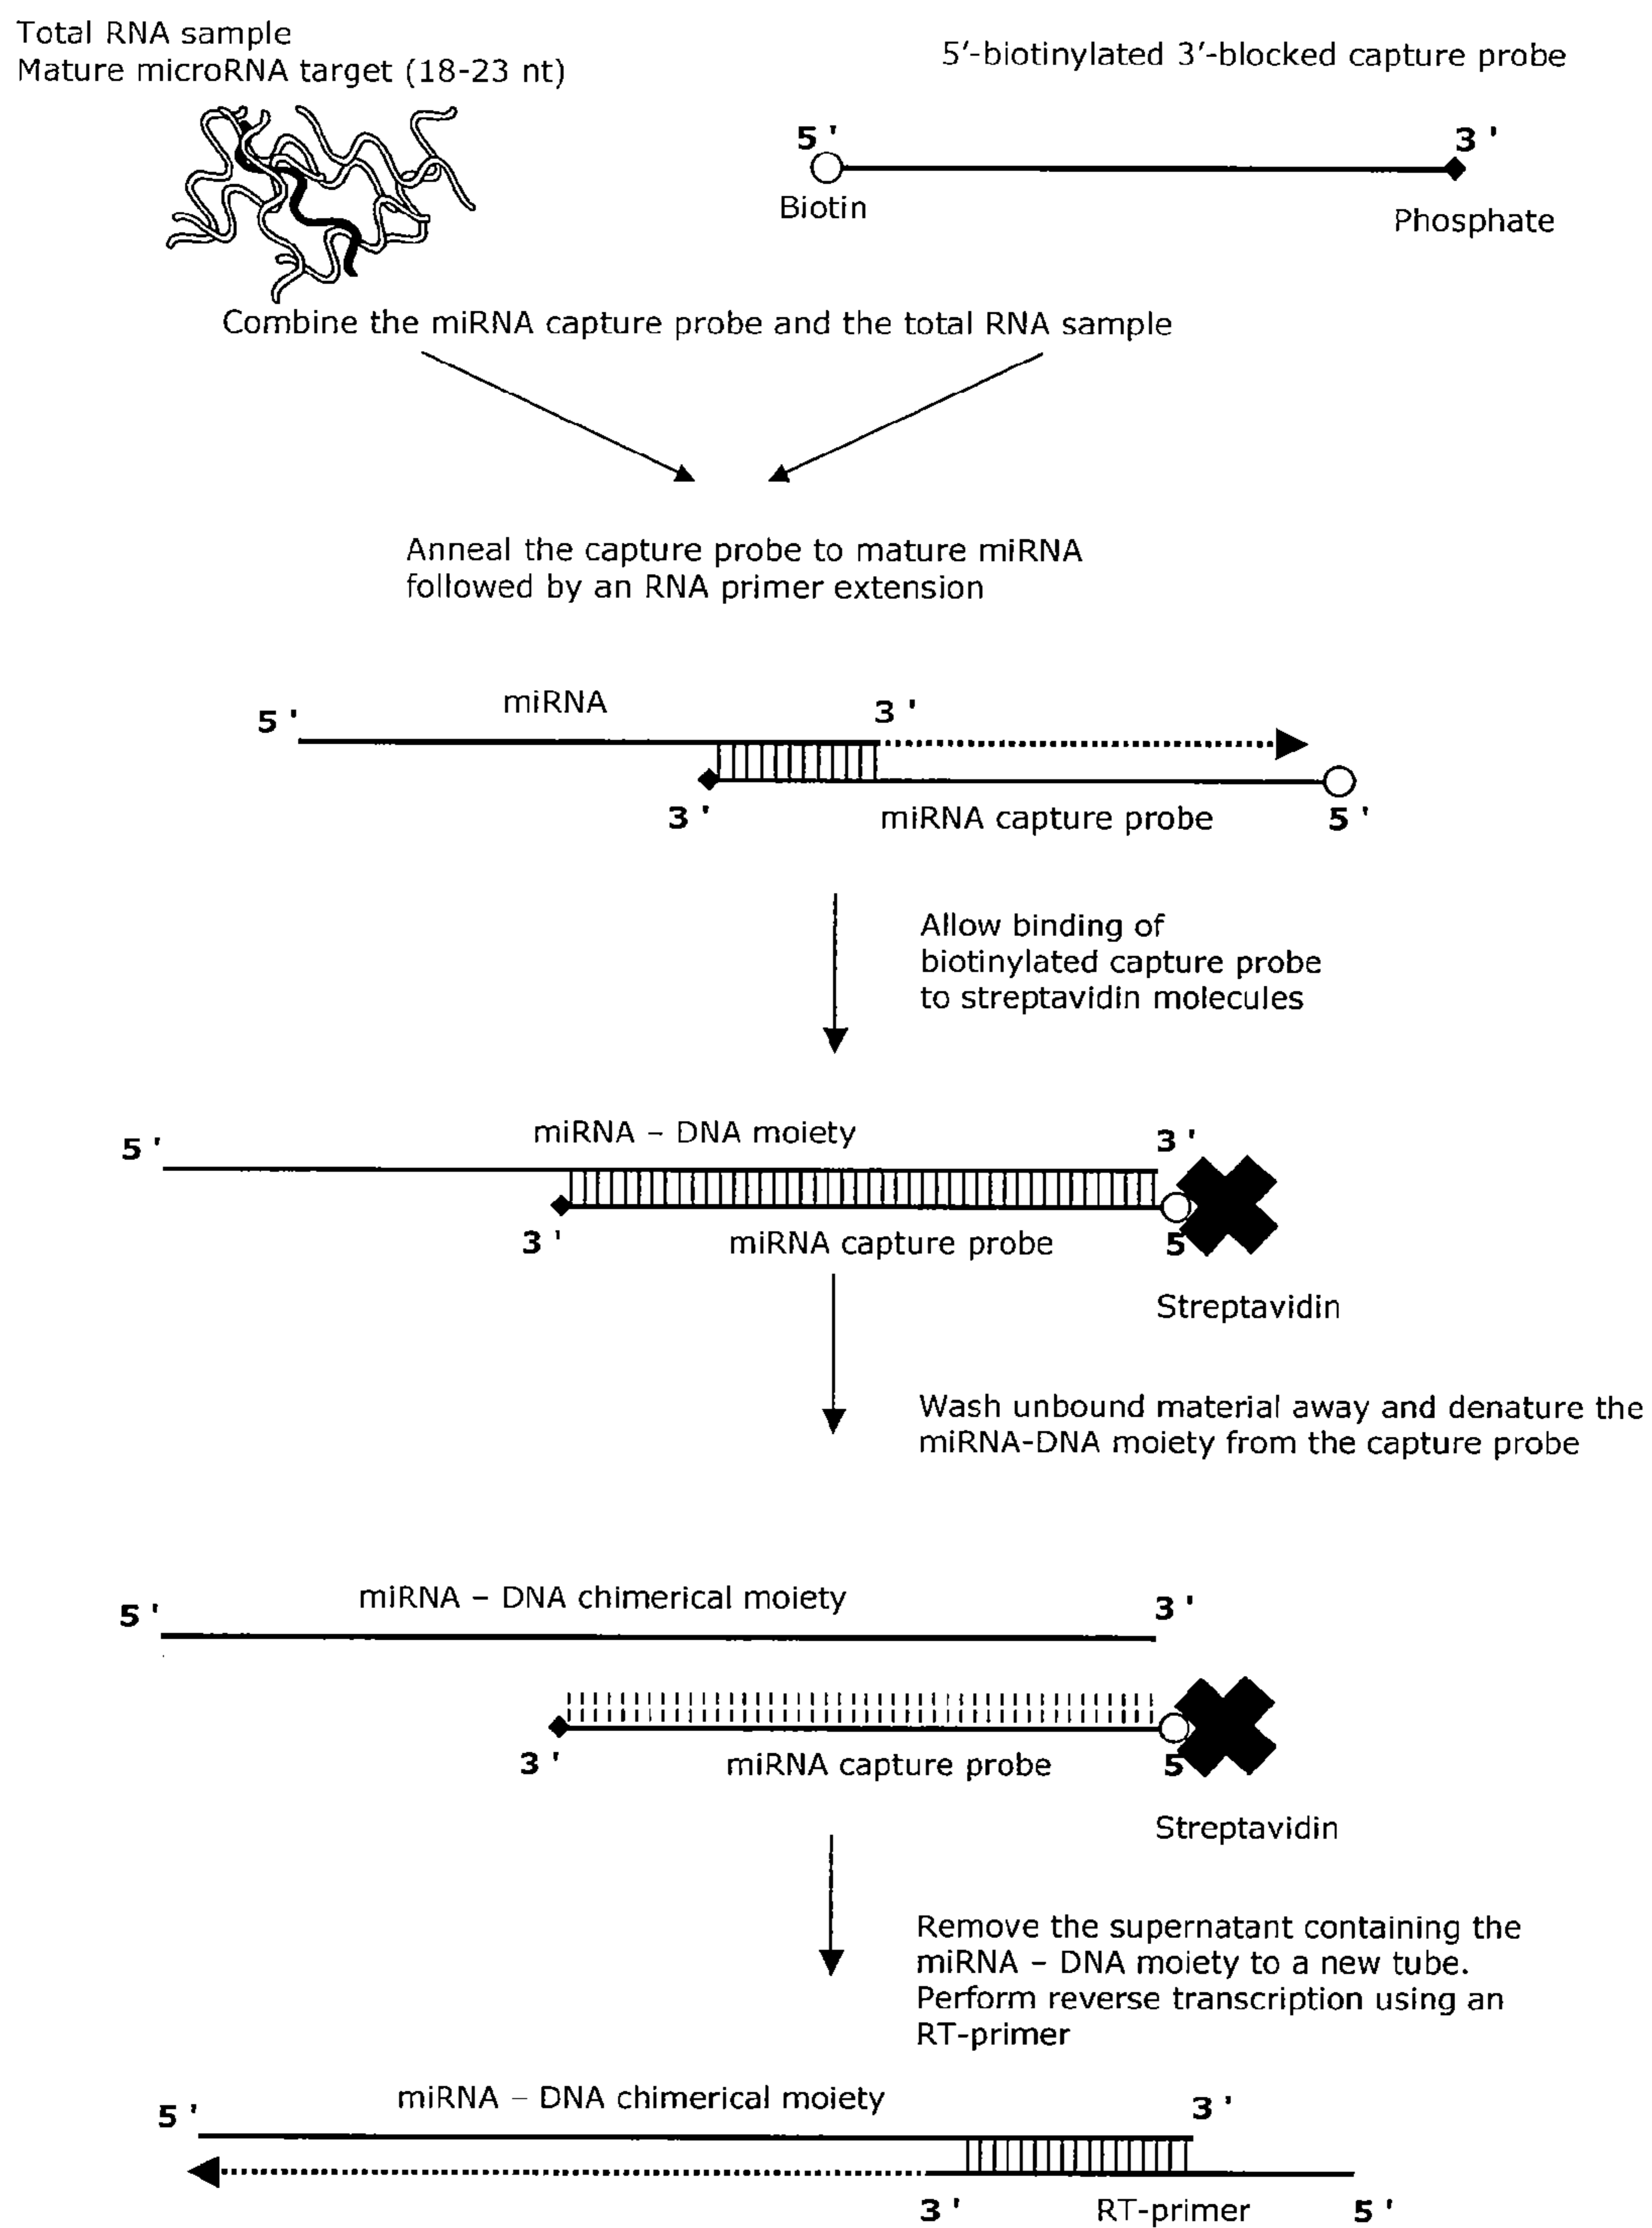 Total RNA sample
Mature microRNA target (18-23 nt)
5′-biotinylated 3′-blocked capture probe
5 '
3 '
Biotin
Phosphate
Combine the miRNA capture probe and the total RNA sample
Anneal the capture probe to mature miRNA
followed by an RNA primer extension
5 '
miRNA
3 '
3 '
miRNA capture probe
5 '
Allow binding of
biotinylated capture probe
to streptavidin molecules
5 '
miRNA – DNA moiety
3 '
3 '
miRNA capture probe
5
Streptavidin
Wash unbound material away and denature the
miRNA-DNA moiety from the capture probe
5 '
miRNA – DNA chimerical moiety
3 '
3 '
miRNA capture probe
5
Streptavidin
Remove the supernatant containing the
miRNA – DNA moiety to a new tube.
Perform reverse transcription using an
RT-primer
5 '
miRNA – DNA chimerical moiety
3 '
3 '
RT-primer
5 '